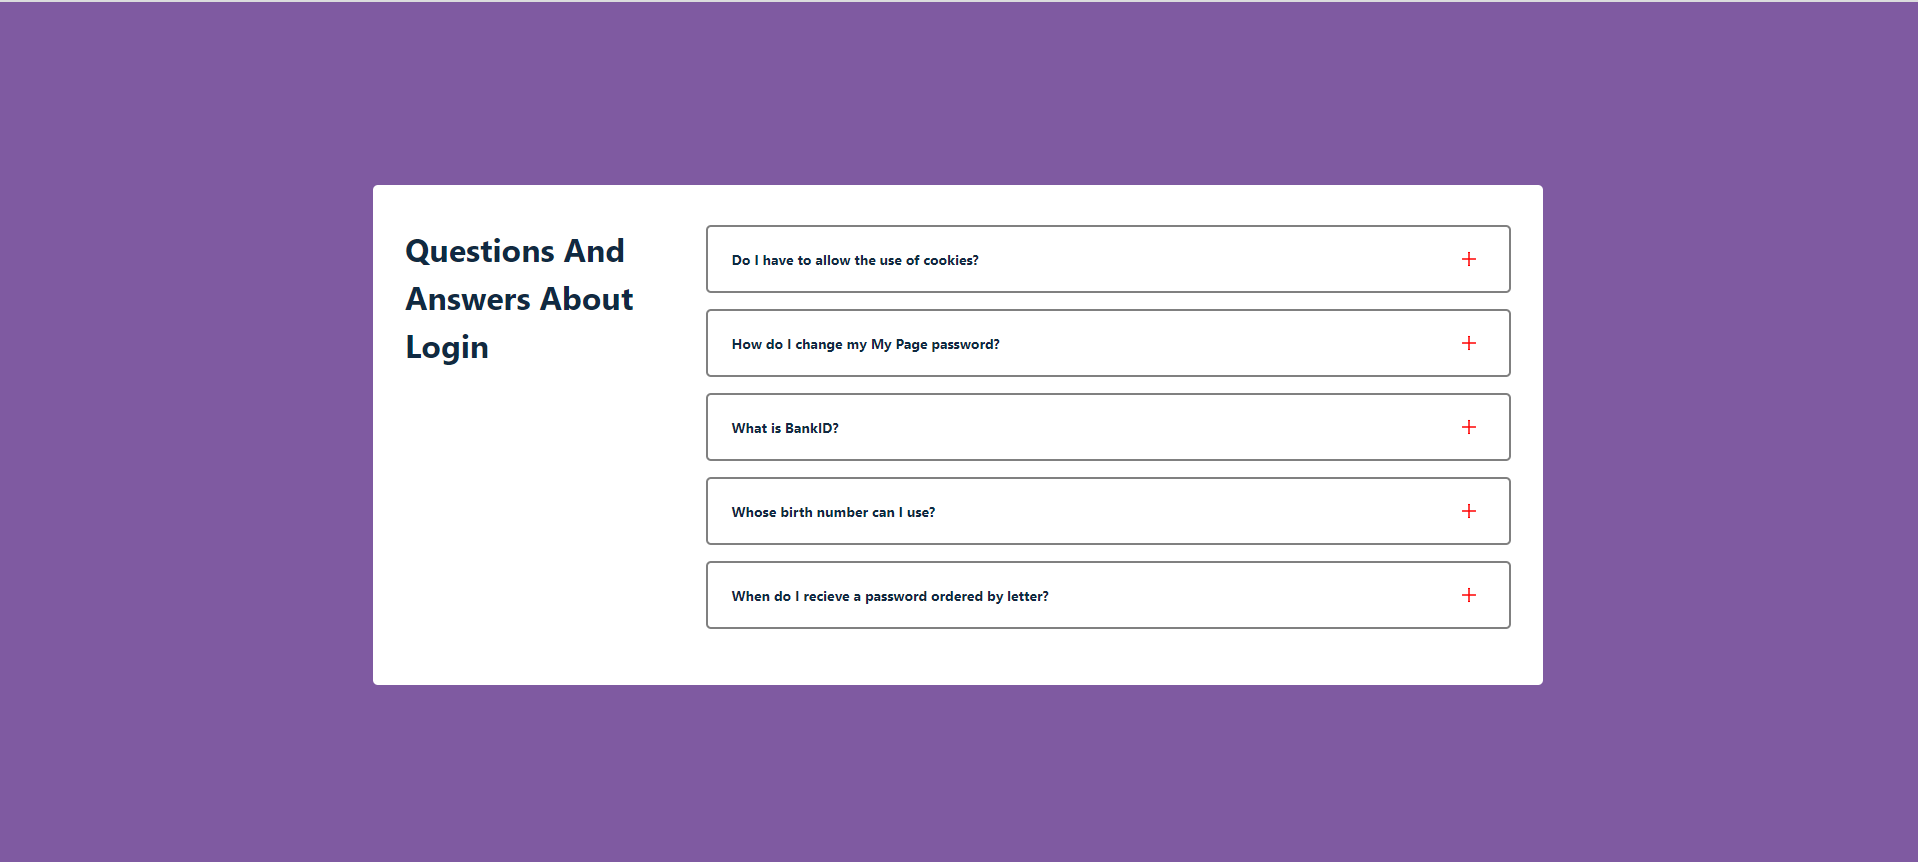 Questions And
Answers About
Login
Do I have to allow the use of cookies?
How do I change my My Page password?
What is BankID?
Whose birth number can I use?
When do I recieve a password ordered by letter?